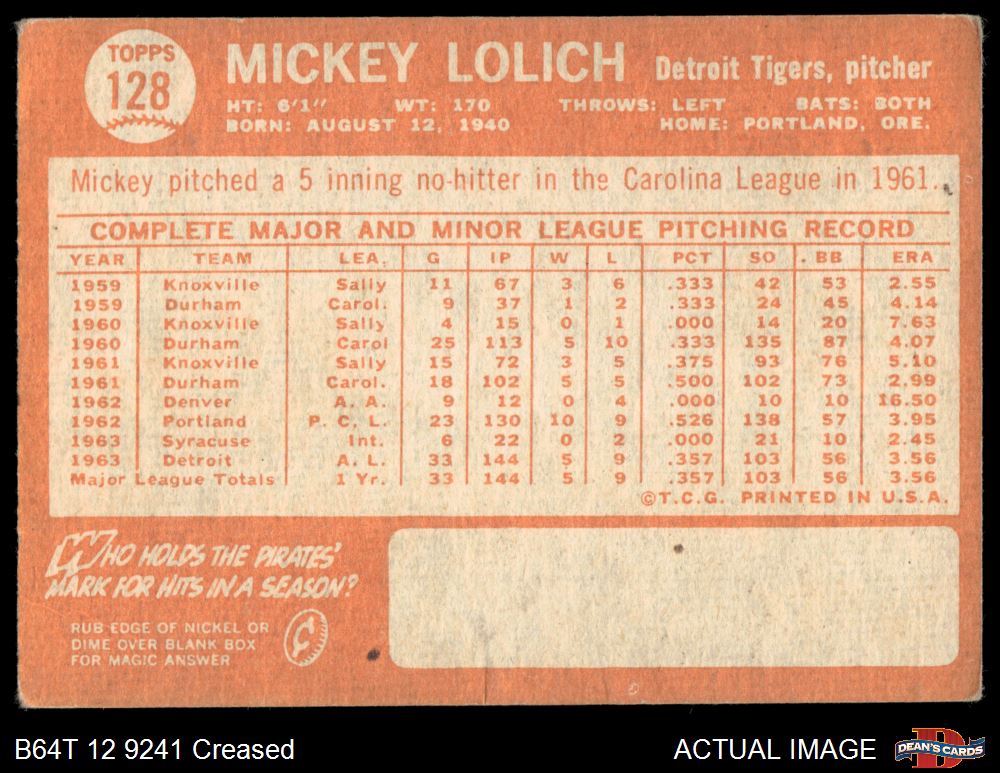 TOPPS
128
MICKEY LOLICH Detroit Tigers, pitcher
HT: 6'1" WT: 170 THROWS: LEFT BATS: BOTH
BORN: AUGUST 12, 1940 HOME: PORTLAND, ORE.
Mickey pitched a 5 inning no-hitter in the Carolina League in 1961.
COMPLETE MAJOR AND MINOR LEAGUE PITCHING RECORD
YEAR TEAM LEA. G IP W L PCT SO BB ERA
1959 Knoxville Sally 11 67 3 6 .333 42 53 2.55
1959 Durham Carol. 9 37 1 2 .333 24 45 4.14
1960 Knoxville Sally 4 15 0 1 .000 14 20 7.63
1960 Durham Carol 25 113 5 10 .333 135 87 4.07
1961 Knoxville Sally 15 72 3 5 .375 93 76 5.10
1961 Durham Carol. 18 102 5 5 .500 102 73 2.99
1962 Denver A. A. 9 12 0 4 .000 10 10 16.50
1962 Portland P. C. L. 23 130 10 9 .526 138 57 3.95
1963 Syracuse Int. 6 22 0 2 .000 21 10 2.45
1963 Detroit A. L. 33 144 5 9 .357 103 56 3.56
Major League Totals 1 Yr. 33 144 5 9 .357 103 56 3.56
©T.C.G. PRINTED IN U.S.A.
WHO HOLDS THE PIRATES'
MARK FOR HITS IN A SEASON?
RUB EDGE OF NICKEL OR
DIME OVER BLANK BOX
FOR MAGIC ANSWER
B64T 12 9241 Creased ACTUAL IMAGE
DEAN'S CARDS